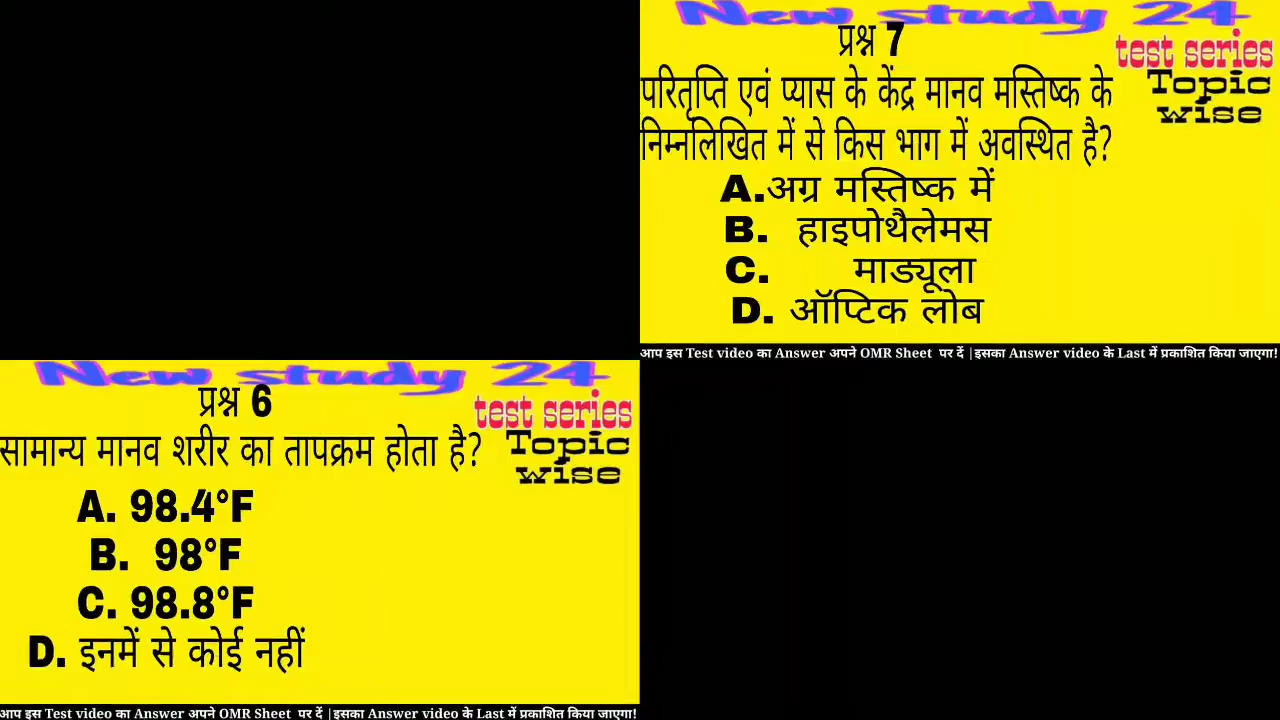 New study 24
प्रश्न 7
test series
Topic
wise
परितृप्ति एवं प्यास के केंद्र मानव मस्तिष्क के
निम्नलिखित में से किस भाग में अवस्थित है?
A.अग्र मस्तिष्क में
B. हाइपोथैलेमस
C. माड्यूला
D. ऑप्टिक लोब
आप इस Test video का Answer अपने OMR Sheet पर दें |इसका Answer video के Last में प्रकाशित किया जाएगा!
New study 24
प्रश्न 6
test series
Topic
wise
सामान्य मानव शरीर का तापक्रम होता है?
A. 98.4°F
B. 98°F
C. 98.8°F
D. इनमें से कोई नहीं
आप इस Test video का Answer अपने OMR Sheet पर दें |इसका Answer video के Last में प्रकाशित किया जाएगा!